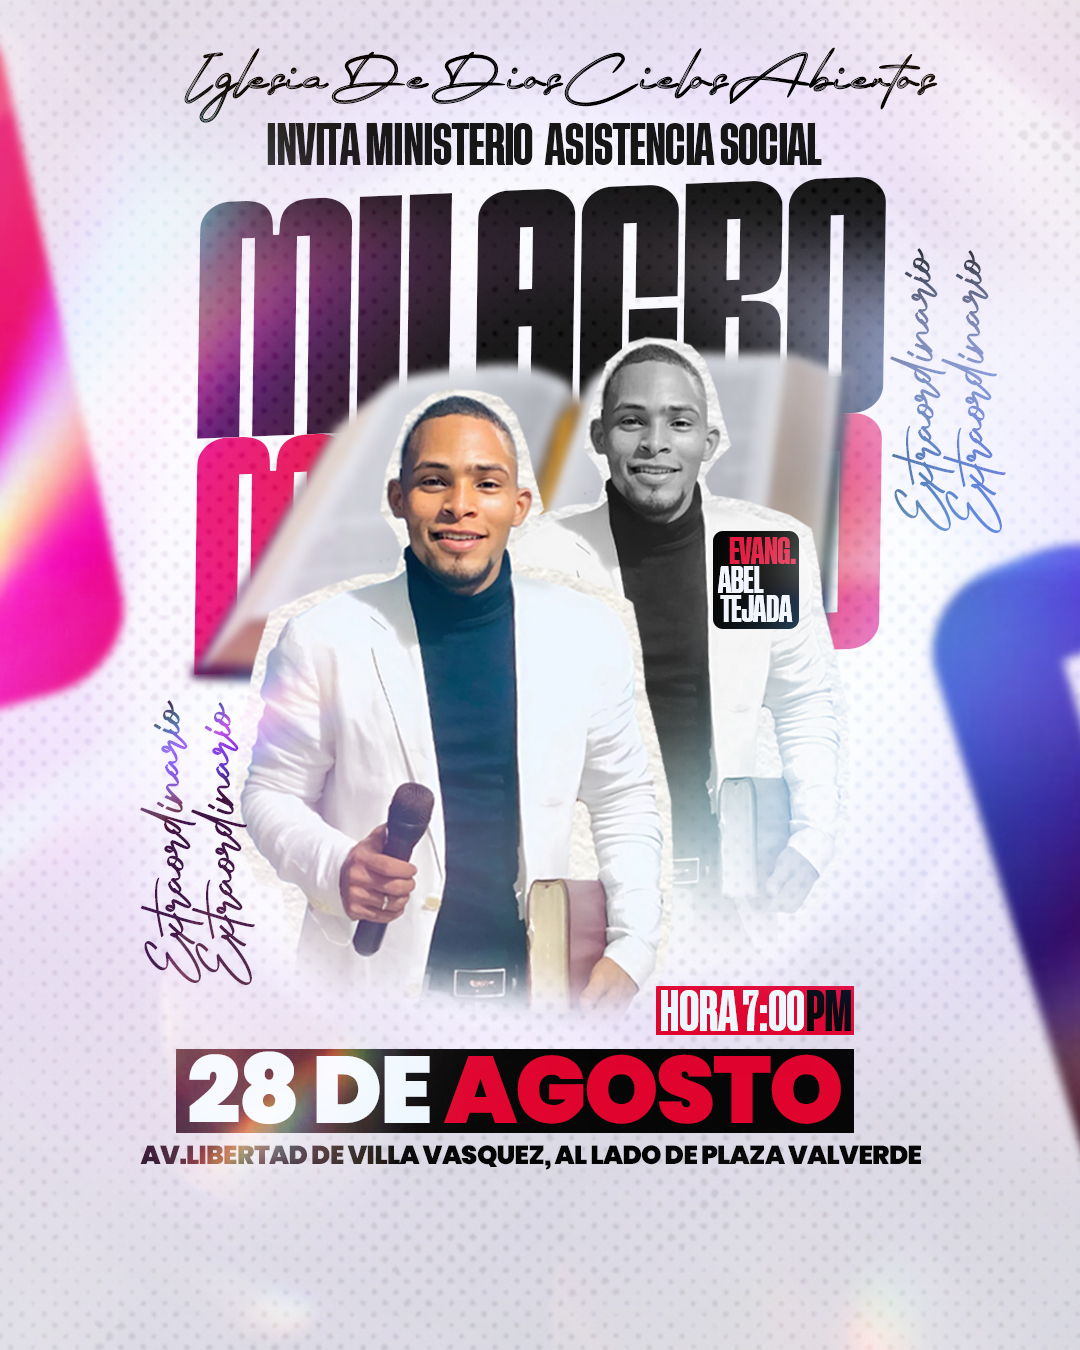 Iglesia De Dios Cielos Abiertos
INVITA MINISTERIO ASISTENCIA SOCIAL
MILAGRO
Extraordinario
Extraordinario
EVANG.
ABEL
TEJADA
Extraordinario
Extraordinario
HORA 7:00 PM
28 DE AGOSTO
AV.LIBERTAD DE VILLA VASQUEZ, AL LADO DE PLAZA VALVERDE